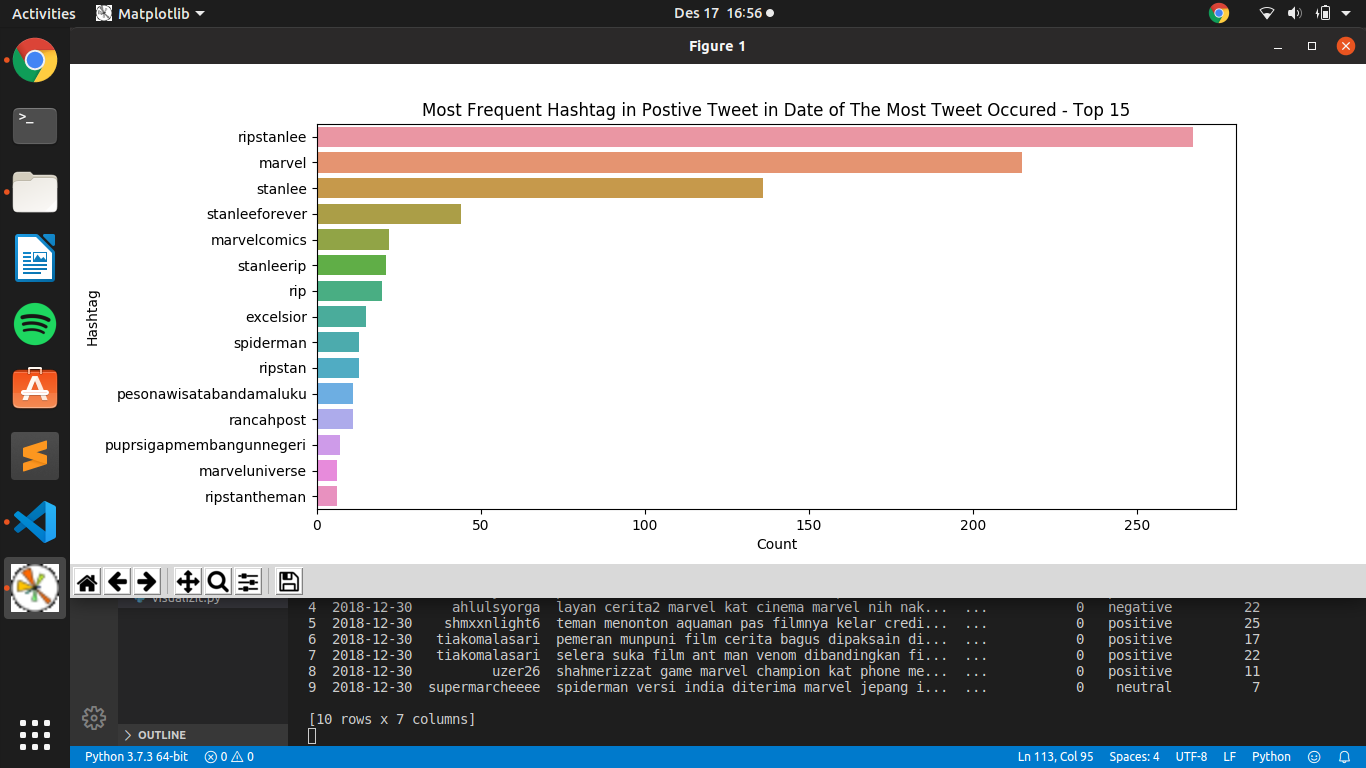 Activities Matplotlib Des 17 16:56
Figure 1
Most Frequent Hashtag in Postive Tweet in Date of The Most Tweet Occured - Top 15
Hashtag
ripstanlee
marvel
stanlee
stanleeforever
marvelcomics
stanleerip
rip
excelsior
spiderman
ripstan
pesonawisatabandamaluku
rancahpost
puprsigapmembangunnegeri
marveluniverse
ripstantheman
0 50 100 150 200 250
Count
visualizit.py
4 2018-12-30 ahlulsyorga layan cerita2 marvel kat cinema marvel nih nak... ... 0 negative 22
5 2018-12-30 shmxxnlight6 teman menonton aquaman pas filmnya kelar credi... ... 0 positive 25
6 2018-12-30 tiakomalasari pemeran munpuni film cerita bagus dipaksain di... ... 0 positive 17
7 2018-12-30 tiakomalasari selera suka film ant man venom dibandingkan fi... ... 0 positive 22
8 2018-12-30 uzer26 shahmerizzat game marvel champion kat phone me... ... 0 positive 11
9 2018-12-30 supermarcheeee spiderman versi india diterima marvel jepang i... ... 0 neutral 7
[10 rows x 7 columns]
OUTLINE
Python 3.7.3 64-bit 0 0 Ln 113, Col 95 Spaces: 4 UTF-8 LF Python